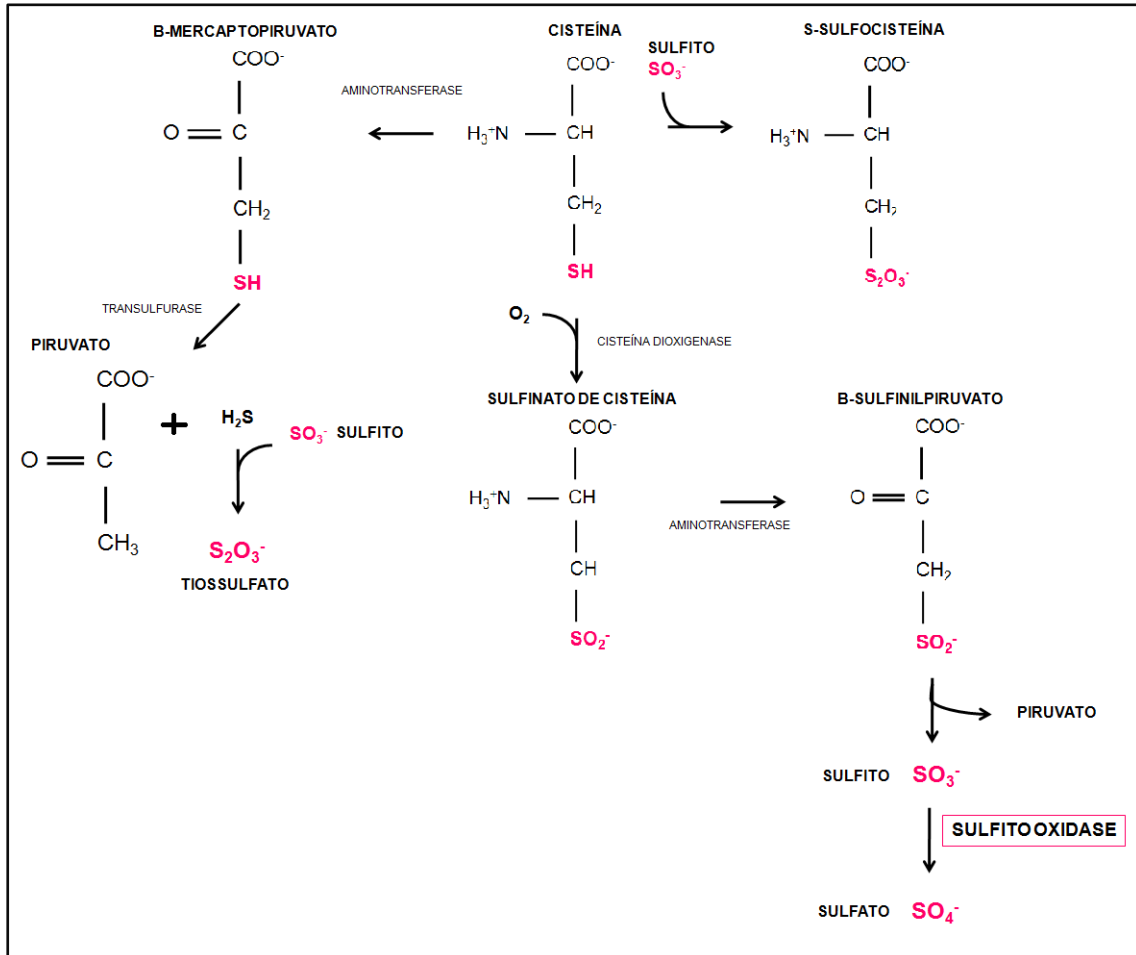 B-MERCAPTOPIRUVATO
COO-
O
C
CH2
SH
AMINOTRANSFERASE
CISTEÍNA
COO-
H3+N
CH
CH2
SH
SULFITO
SO3-
S-SULFOCISTEÍNA
COO-
H3+N
CH
CH2
S2O3-
TRANSULFURASE
PIRUVATO
COO-
O
C
CH3
+
H2S
SO3- SULFITO
S2O3-
TIOSSULFATO
O2
CISTEÍNA DIOXIGENASE
SULFINATO DE CISTEÍNA
COO-
H3+N
CH
CH
SO2-
AMINOTRANSFERASE
B-SULFINILPIRUVATO
COO-
O
C
CH2
SO2-
PIRUVATO
SULFITO SO3-
SULFITO OXIDASE
SULFATO SO4-